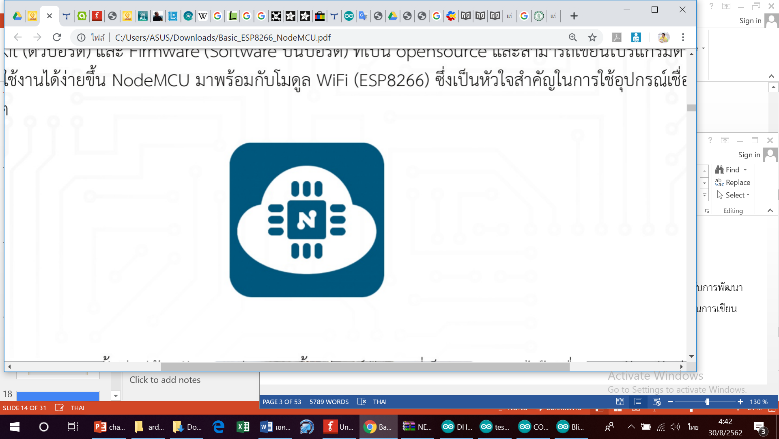 Sign in
ไฟล์ C:/Users/ASUS/Downloads/Basic_ESP8266_NodeMCU.pdf
Kit (ตัวบอร์ด) และ Firmware (Software บนบอร์ด) ที่เป็น opensource และสามารถเขียนโปรแกรมด้
ใช้งานได้ง่ายขึ้น NodeMCU มาพร้อมกับโมดูล WiFi (ESP8266) ซึ่งเป็นหัวใจสำคัญในการใช้อุปกรณ์เชื่อ
N
Sign in
Find
Replace
Select
Editing
บการพัฒนา
นการเขียน
18
Click to add notes
Activate Windows
Go to Settings to activate Windows.
SLIDE 14 OF 31 THAI
PAGE 3 OF 53 5789 WORDS THAI
130 %
cha...
ard...
Do...
Un...
Ba...
NE...
DH...
tes...
CO...
Bli...
ไทย
4:42
30/8/2562
3